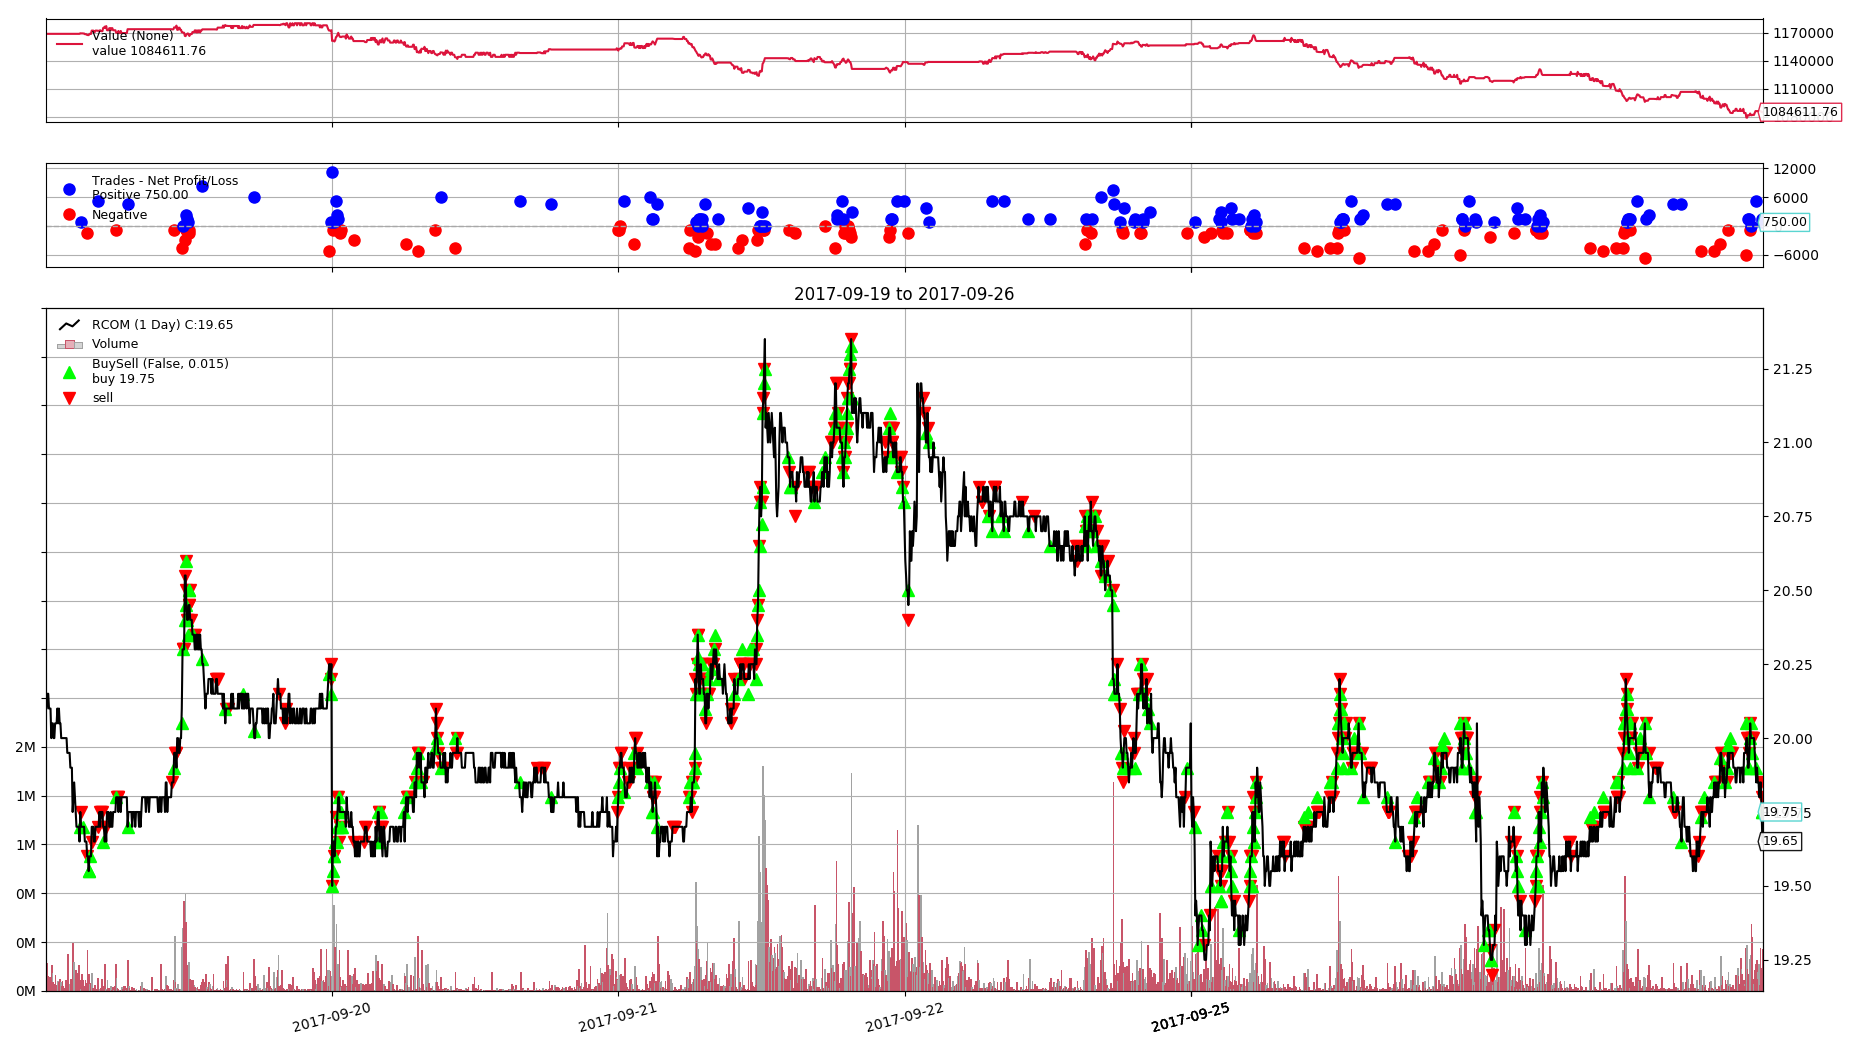 Value (None)
value 1084611.76
1170000
1140000
1110000
1084611.76
Trades - Net Profit/Loss
Positive 750.00
Negative
12000
6000
750.00
−6000
2017-09-19 to 2017-09-26
RCOM (1 Day) C:19.65
Volume
BuySell (False, 0.015)
buy 19.75
sell
21.25
21.00
20.75
20.50
20.25
20.00
19.75
5
19.65
19.50
19.25
2M
1M
1M
0M
0M
0M
2017-09-20
2017-09-21
2017-09-22
2017-09-25